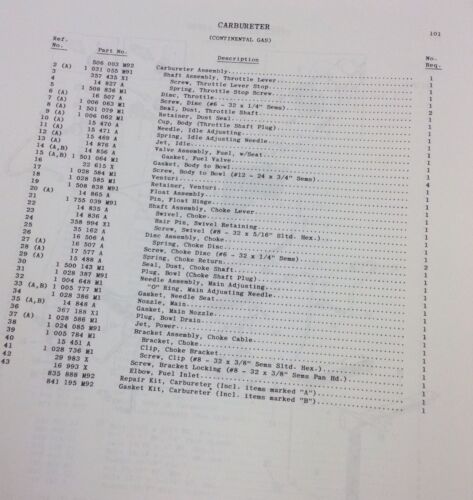 CARBURETER
(CONTINENTAL GAS)
101
Ref. No. Part No. Description No. Req.
506 003 M92 Carbureter Assembly 1
2 (A) 1 021 055 M91 Shaft Assembly, Throttle Lever 1
3 357 435 X1 Screw, Throttle Lever Stop 1
4 14 827 A Spring, Throttle Stop Screw 1
5 1 508 836 M1 Disc, Throttle 1
6 (A) 16 507 A Screw, Disc (#6 - 32 x 1/4" Sems) 2
7 (A) 1 006 063 M1 Seal, Dust, Throttle Shaft
8 (A) 1 501 079 M1 Retainer, Dust Seal
9 (A) 1 006 062 M1 Cup, Body (Throttle Shaft Plug) 1
10 (A) 15 470 A Needle, Idle Adjusting 1
11 (A) 15 471 A Spring, Idle Adjusting Needle 1
12 (A) 15 469 A Jet, Idle 1
13 (A) 14 876 A Valve Assembly, Fuel, w/Seat 1
14 (A,B) 14 856 A Gasket, Fuel Valve 1
15 (A,B) 1 501 064 M1 Gasket, Body to Bowl 1
16 22 615 X Screw, Body to Bowl (#12 - 24 x 3/4" Sems) 4
17 1 028 584 M1 Venturi 1
18 1 028 585 M1 Retainer, Venturi 1
19 1 508 838 M91 Float Assembly 1
20 (A) 14 865 A Pin, Float Hinge 1
21 1 755 039 M91 Shaft Assembly, Choke Lever 1
22 14 835 A Swivel, Choke 1
23 14 836 A Hair Pin, Swivel Retaining 1
24 358 994 X1 Screw, Swivel (#8 - 32 x 5/16" Sltd. Hex.) 1
25 35 162 A Disc Assembly, Choke 1
26 16 506 A Spring, Choke Disc 1
27 (A) 16 507 A Screw, Choke Disc (#6 - 32 x 1/4" Sems) 2
28 (A) 17 577 A Spring, Choke Return 1
29 (A) 15 488 A Seal, Dust, Choke Shaft
30 1 500 143 M1 Plug, Bowl (Choke Shaft Plug) 1
31 1 028 387 M91 Needle Assembly, Main Adjusting 1
32 1 004 648 M1 "O" Ring, Main Adjusting Needle 1
33 (A,B) 1 005 777 M1 Gasket, Needle Seat 1
34 1 028 386 M1 Nozzle, Main 1
35 (A,B) 14 848 A Gasket, Main Nozzle 1
36 367 188 X1 Plug, Bowl Drain 1
37 (A) 1 028 586 M1 Jet, Power 1
38 1 024 085 M91 Bracket Assembly, Choke Cable 1
39 1 005 784 M1 Bracket, Choke 1
40 15 451 A Clip, Choke Bracket 1
41 1 028 736 M1 Screw, Clip (#8 - 32 x 3/8" Sems Sltd. Hex.) 1
42 29 983 X Screw, Bracket Locking (#8 - 32 x 3/8" Sems Pan Hd.) 1
43 16 993 X Elbow, Fuel Inlet 1
835 888 M92 Repair Kit, Carbureter (Incl. items marked "A") 1
841 195 M92 Gasket Kit, Carbureter (Incl. items marked "B") 1